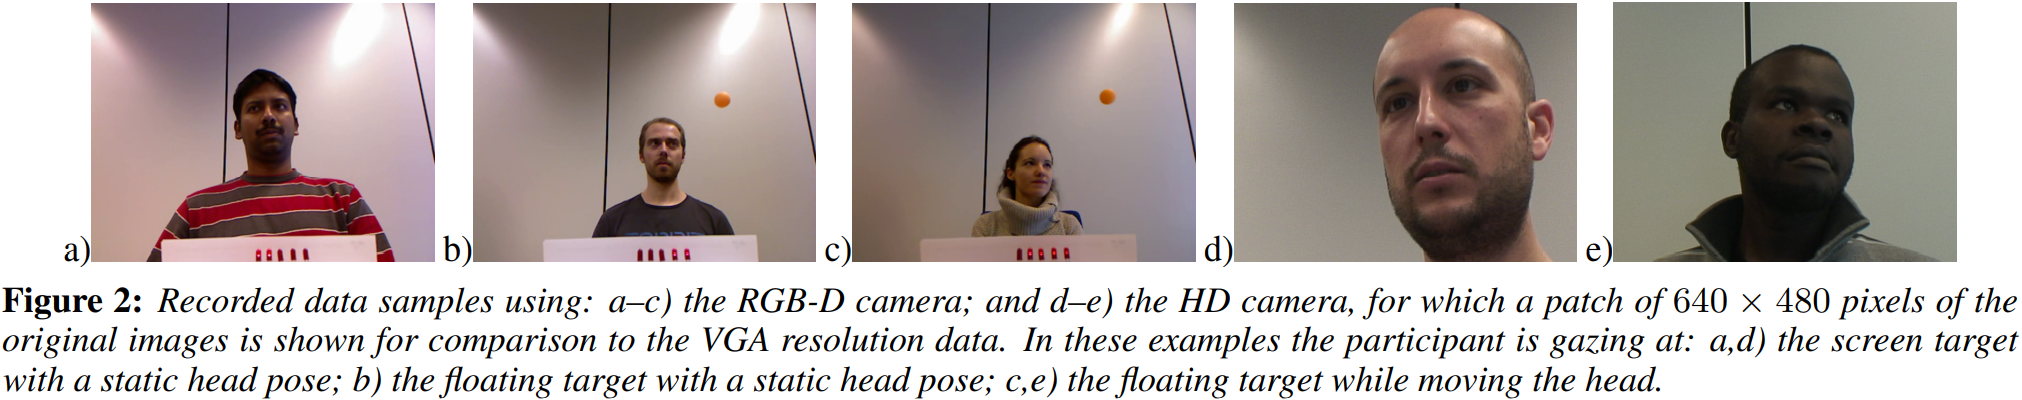 a) b) c) d) e)
Figure 2: Recorded data samples using: a–c) the RGB-D camera; and d–e) the HD camera, for which a patch of 640 × 480 pixels of the
original images is shown for comparison to the VGA resolution data. In these examples the participant is gazing at: a,d) the screen target
with a static head pose; b) the floating target with a static head pose; c,e) the floating target while moving the head.